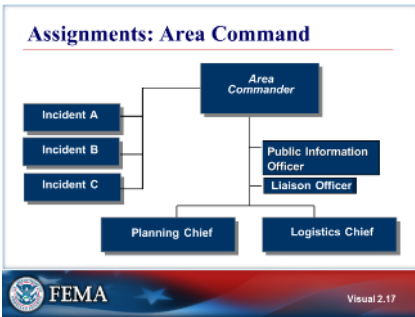 Assignments: Area Command
Area
Commander
Incident A
Incident B
Incident C
Public Information
Officer
Liaison Officer
Planning Chief
Logistics Chief
FEMA
Visual 2.17